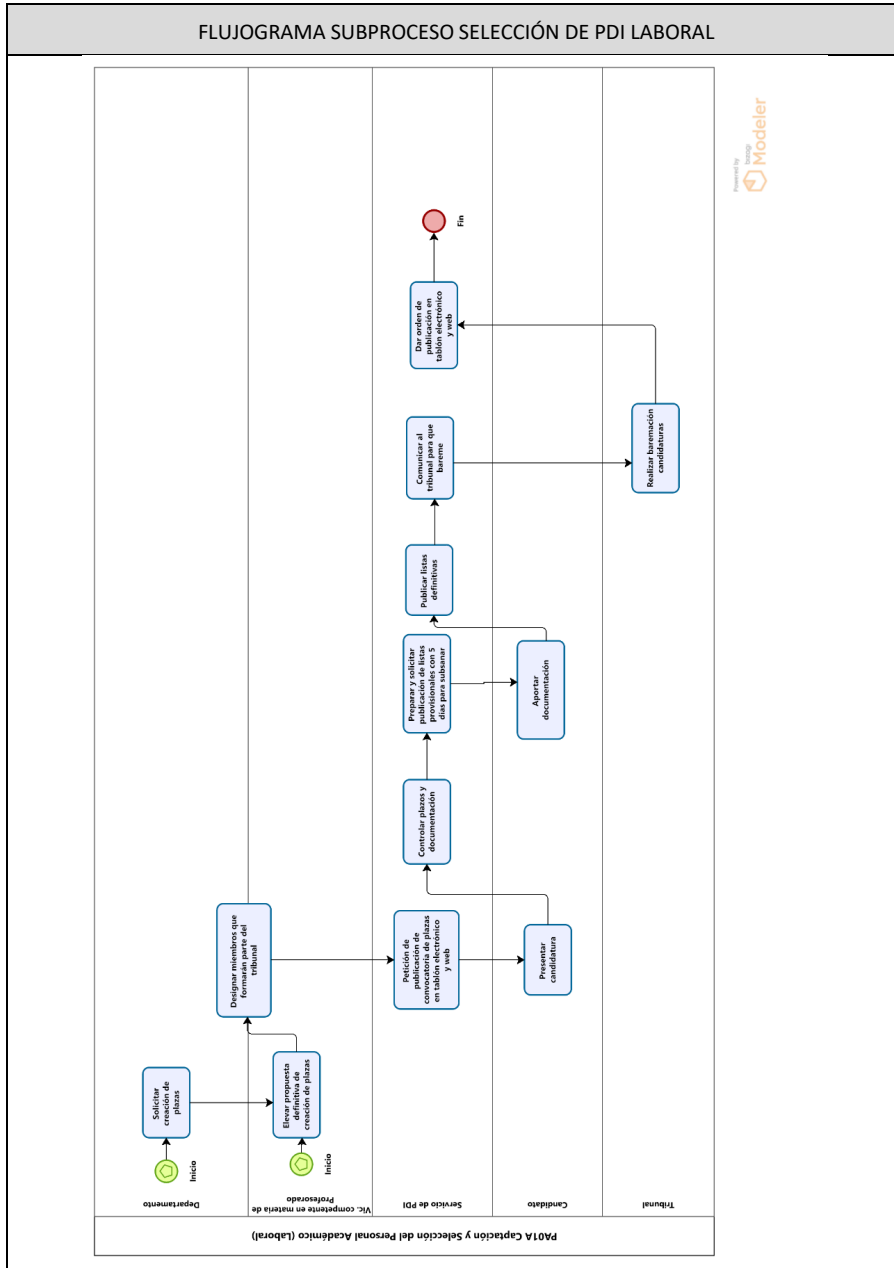 FLUJOGRAMA SUBPROCESO SELECCIÓN DE PDI LABORAL
PA01A Captación y Selección del Personal Académico (Laboral)
Departamento
Inicio
Solicitar
creación de
plazas
Vic. competente en materia de
Profesorado
Inicio
Elevar propuesta
definitiva de
creación de plazas
Designar miembros que
formarán parte del
tribunal
Servicio de PDI
Petición de
publicación de
convocatoria de plazas
en tablón electrónico
y web
Controlar plazos y
documentación
Preparar y solicitar
publicación de listas
provisionales con 5
días para subsanar
Publicar listas
definitivas
Comunicar al
tribunal para que
bareme
Dar orden de
publicación en
tablón electrónico
y web
Fin
Candidato
Presentar
candidatura
Aportar
documentación
Tribunal
Realizar baremación
candidaturas
Powered by
bizagi
Modeler